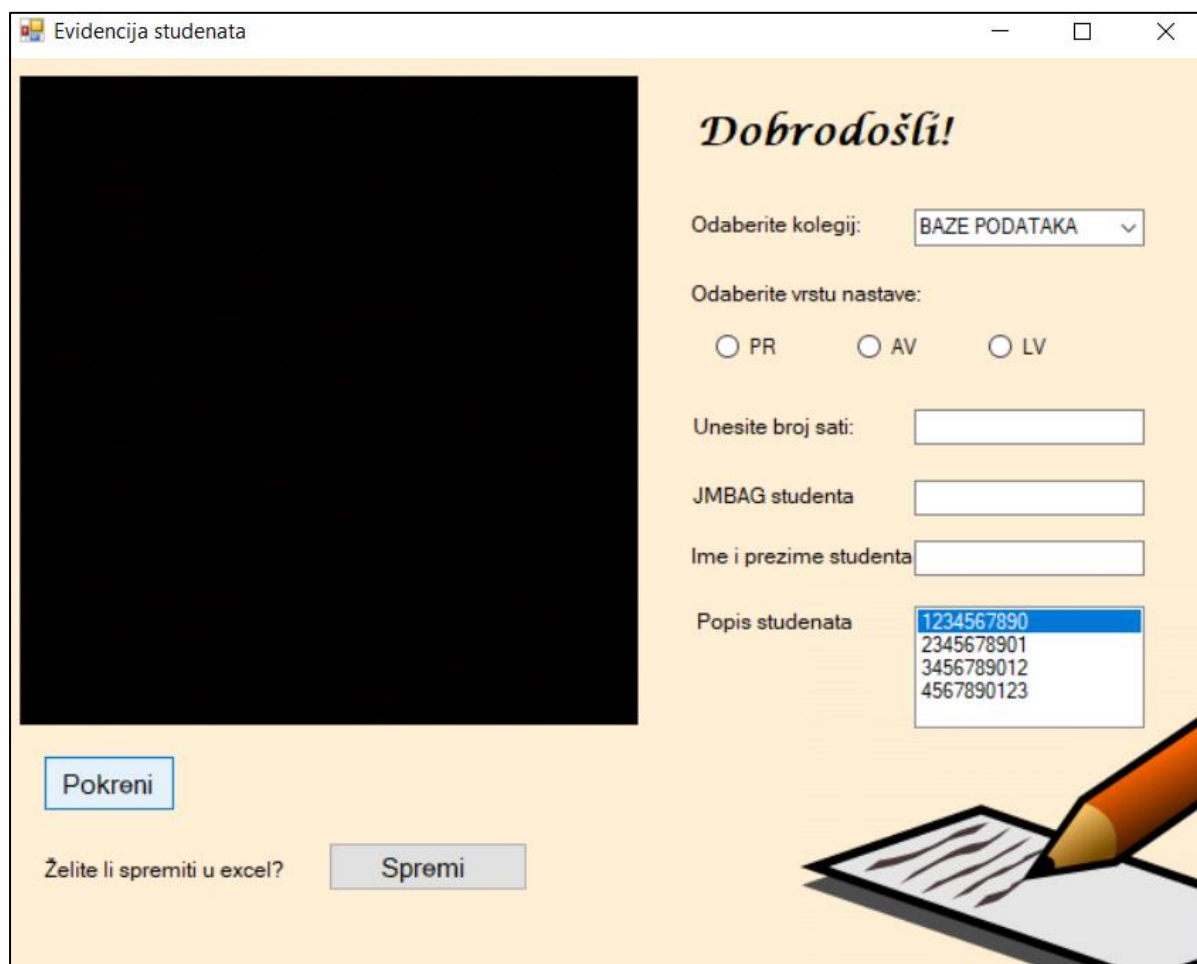 Evidencija studenata
Dobrodošli!
Odaberite kolegij:
BAZE PODATAKA
Odaberite vrstu nastave:
PR AV LV
Unesite broj sati:
JMBAG studenta
Ime i prezime studenta
Popis studenata
1234567890
2345678901
3456789012
4567890123
Pokreni
Želite li spremiti u excel?
Spremi